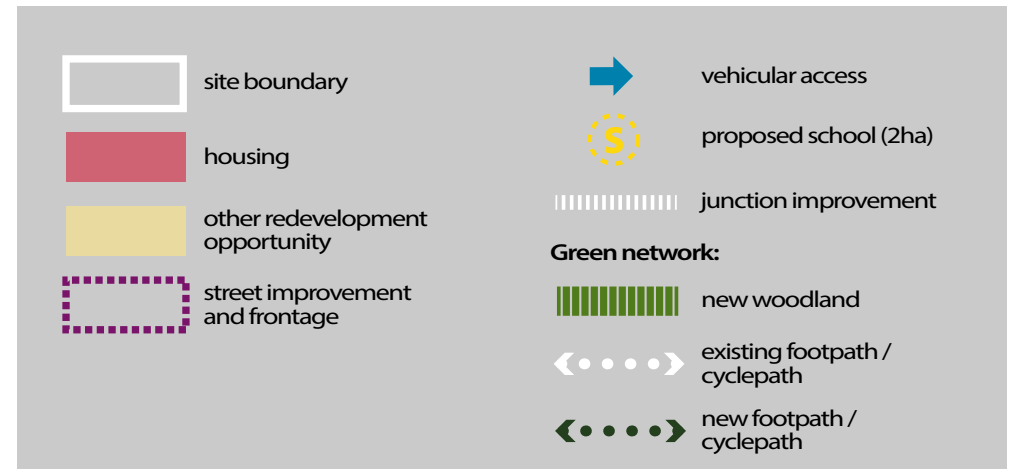 site boundary
housing
other redevelopment
opportunity
street improvement
and frontage
vehicular access
S
proposed school (2ha)
junction improvement
Green network:
new woodland
existing footpath /
cyclepath
new footpath /
cyclepath